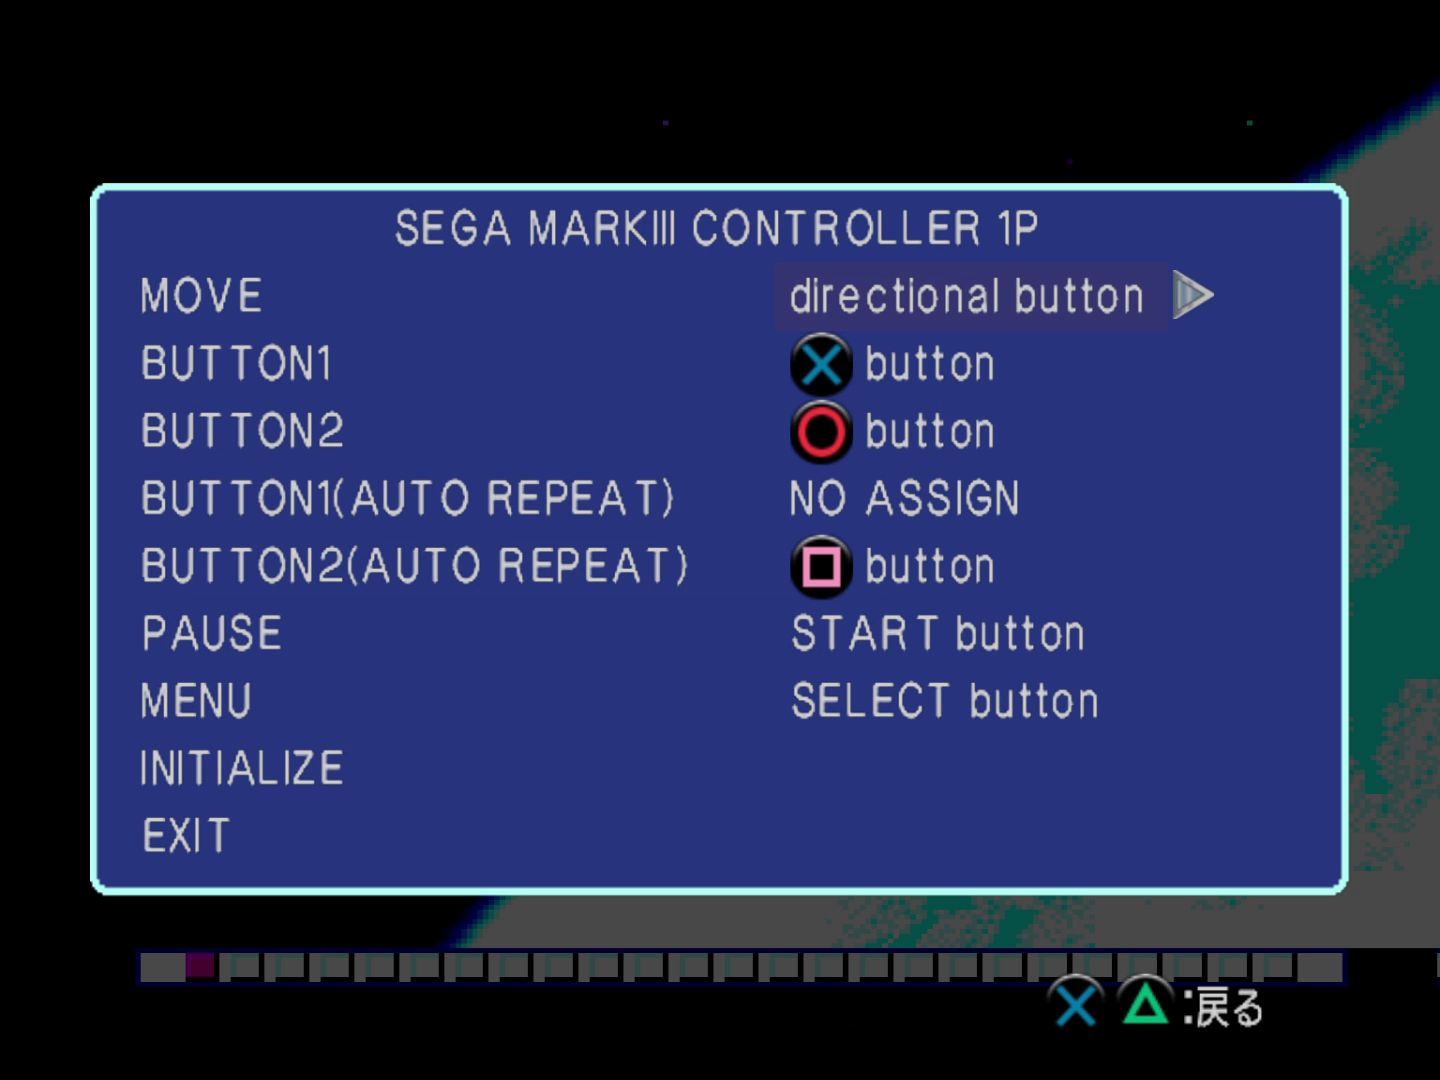 SEGA MARKIII CONTROLLER 1P
MOVE directional button
BUTTON1 button
BUTTON2 button
BUTTON1(AUTO REPEAT) NO ASSIGN
BUTTON2(AUTO REPEAT) button
PAUSE START button
MENU SELECT button
INITIALIZE
EXIT
:戻る